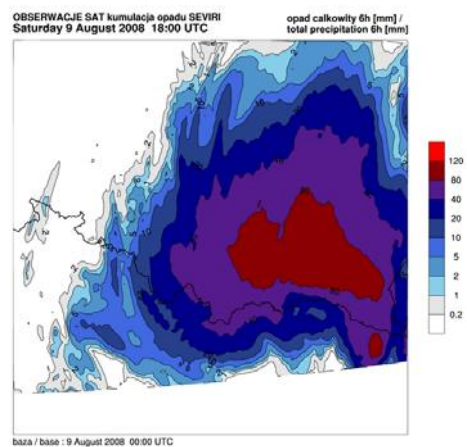 OBSERWACJE SAT kumulacja opadu SEVIRI
Saturday 9 August 2008 18:00 UTC
opad calkowity 6h [mm] /
total precipitation 6h [mm]
120
80
40
20
10
5
2
1
0.2
baza / base : 9 August 2008 00:00 UTC